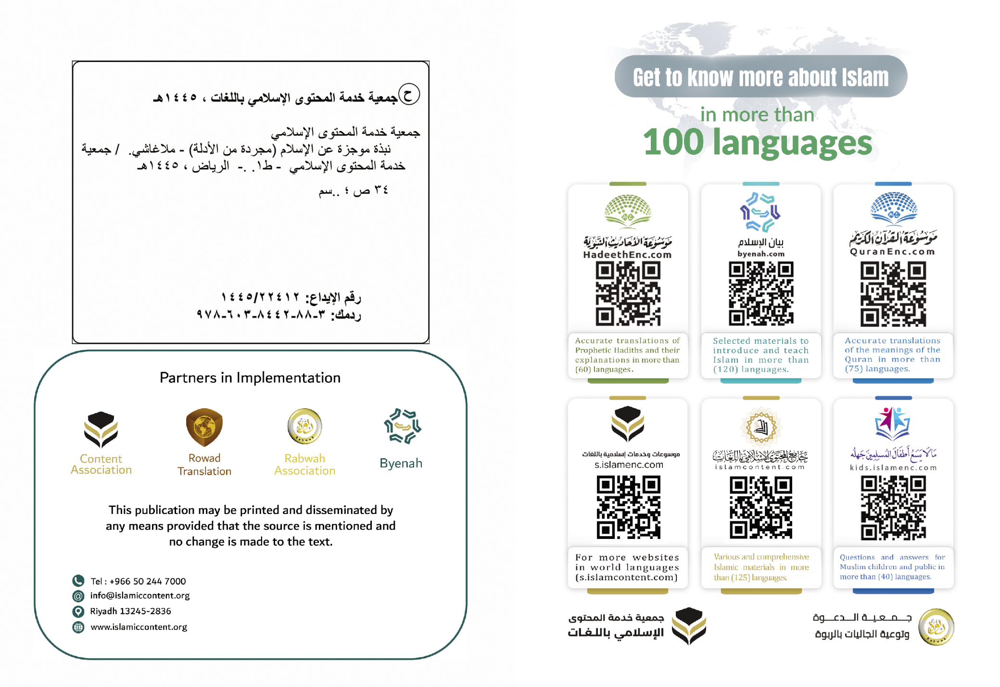 ح جمعية خدمة المحتوى الإسلامي باللغات ، ١٤٤٥هـ
جمعية خدمة المحتوى الإسلامي
نبذة موجزة عن الإسلام (مجردة من الأدلة) - ملاغاشي. / جمعية
خدمة المحتوى الإسلامي - ط١. .- الرياض ، ١٤٤٥هـ
٣٤ ص ؛ ..سم
رقم الإيداع: ١٤٤٥/٢٢٤١٢
ردمك: ٣-٨٨-٨٤٤٢-٦٠٣-٩٧٨
Partners in Implementation
Content
Association
Rowad
Translation
Rabwah
Association
Byenah
This publication may be printed and disseminated by
any means provided that the source is mentioned and
no change is made to the text.
Tel : +966 50 244 7000
info@islamiccontent.org
Riyadh 13245-2836
www.islamiccontent.org
Get to know more about Islam
in more than
100 languages
موسوعة الأحاديث النبوية
HadeethEnc.com
Accurate translations of
Prophetic Hadiths and their
explanations in more than
(60) languages.
بيان الإسلام
byenah.com
Selected materials to
introduce and teach
Islam in more than
(120) languages.
موسوعة القرآن الكريم
QuranEnc.com
Accurate translations
of the meanings of the
Quran in more than
(75) languages.
موسوعات وخدمات إسلامية باللغات
s.islamenc.com
For more websites
in world languages
(s.islamcontent.com)
جامع المحتوى الإسلامي باللغات
islamcontent.com
Various and comprehensive
Islamic materials in more
than (125) languages.
مَا لَا يَسَعُ أَطْفَالَ المُسلِمِينَ جَهلُه
kids.islamenc.com
Questions and answers for
Muslim children and public in
more than (40) languages.
جمعية خدمة المحتوى
الإسلامي باللغات
جـمـعـيـة الـــدعـــوة
وتوعية الجاليات بالربوة